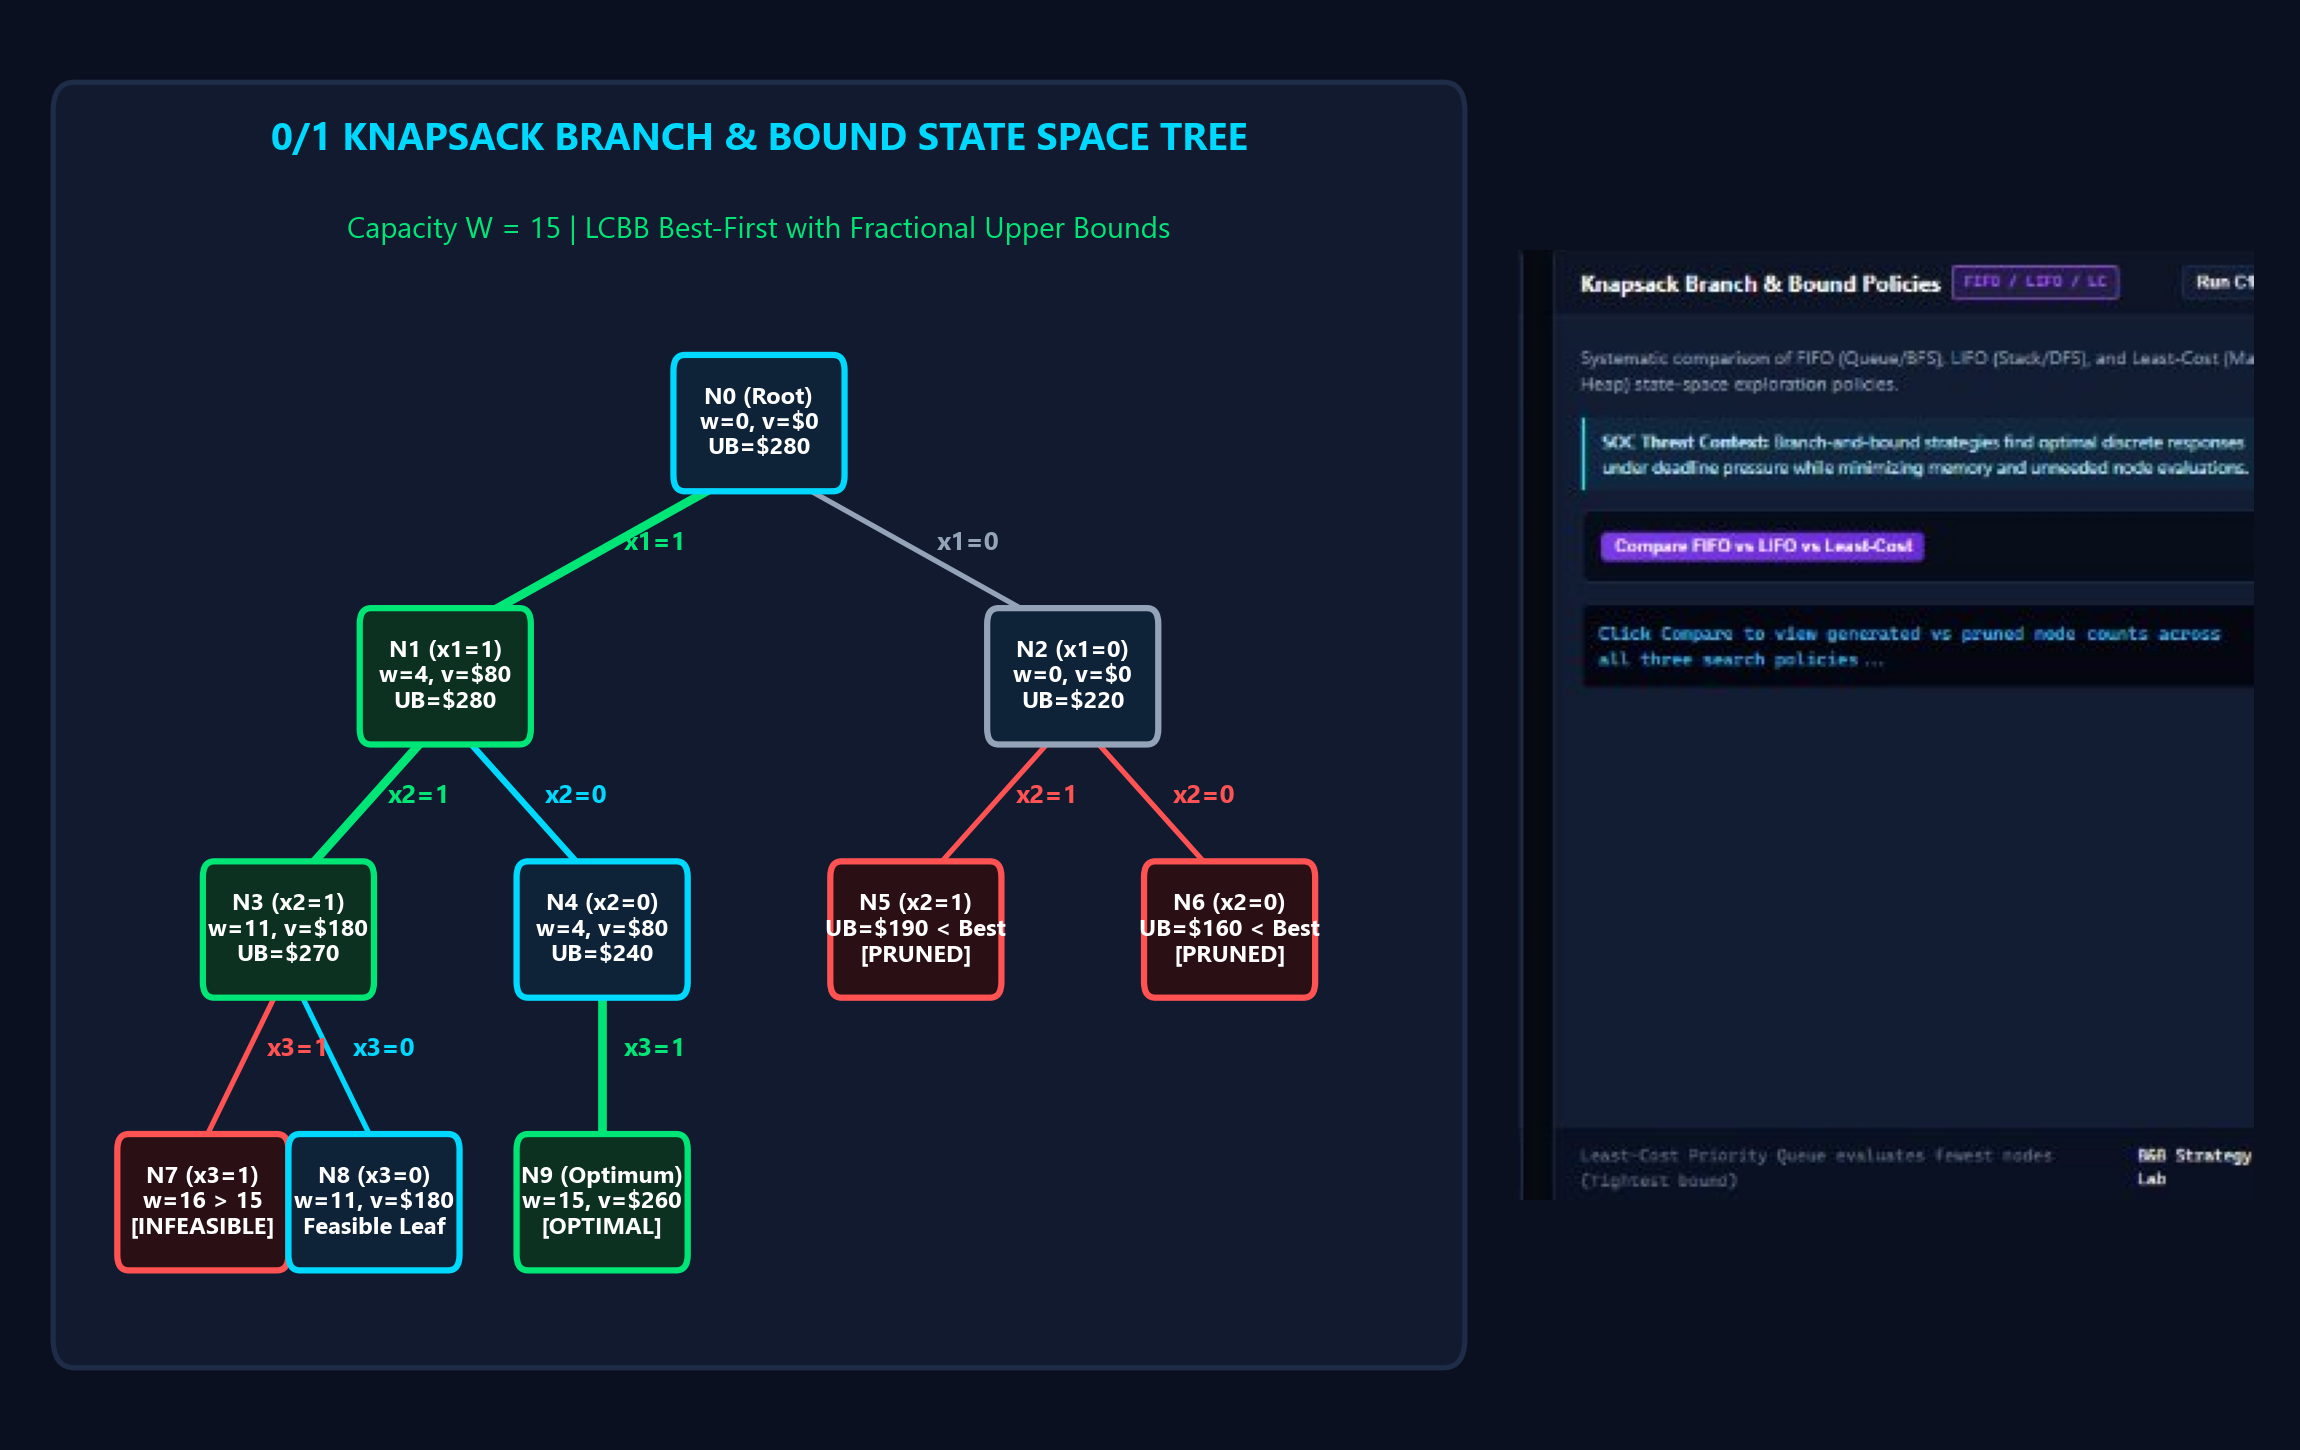 0/1 KNAPSACK BRANCH & BOUND STATE SPACE TREE
Capacity W = 15 | LCBB Best-First with Fractional Upper Bounds
N0 (Root)
w=0, v=$0
UB=$280
x1=1
x1=0
N1 (x1=1)
w=4, v=$80
UB=$280
N2 (x1=0)
w=0, v=$0
UB=$220
x2=1
x2=0
x2=1
x2=0
N3 (x2=1)
w=11, v=$180
UB=$270
N4 (x2=0)
w=4, v=$80
UB=$240
N5 (x2=1)
UB=$190 < Best
[PRUNED]
N6 (x2=0)
UB=$160 < Best
[PRUNED]
x3=1
x3=0
x3=1
N7 (x3=1)
w=16 > 15
[INFEASIBLE]
N8 (x3=0)
w=11, v=$180
Feasible Leaf
N9 (Optimum)
w=15, v=$260
[OPTIMAL]
Knapsack Branch & Bound Policies
FIFO / LIFO / LC
Run
Systematic comparison of FIFO (Queue/BFS), LIFO (Stack/DFS), and Least-Cost (Ma
Heap) state-space exploration policies.
SOC Threat Context: Branch-and-bound strategies find optimal discrete responses
under deadline pressure while minimizing memory and unneeded node evaluations.
Compare FIFO vs LIFO vs Least-Cost
Click Compare to view generated vs pruned node counts across
all three search policies...
Least-Cost Priority Queue evaluates fewest nodes
(Tightest bound)
B&B Strategy
Lab